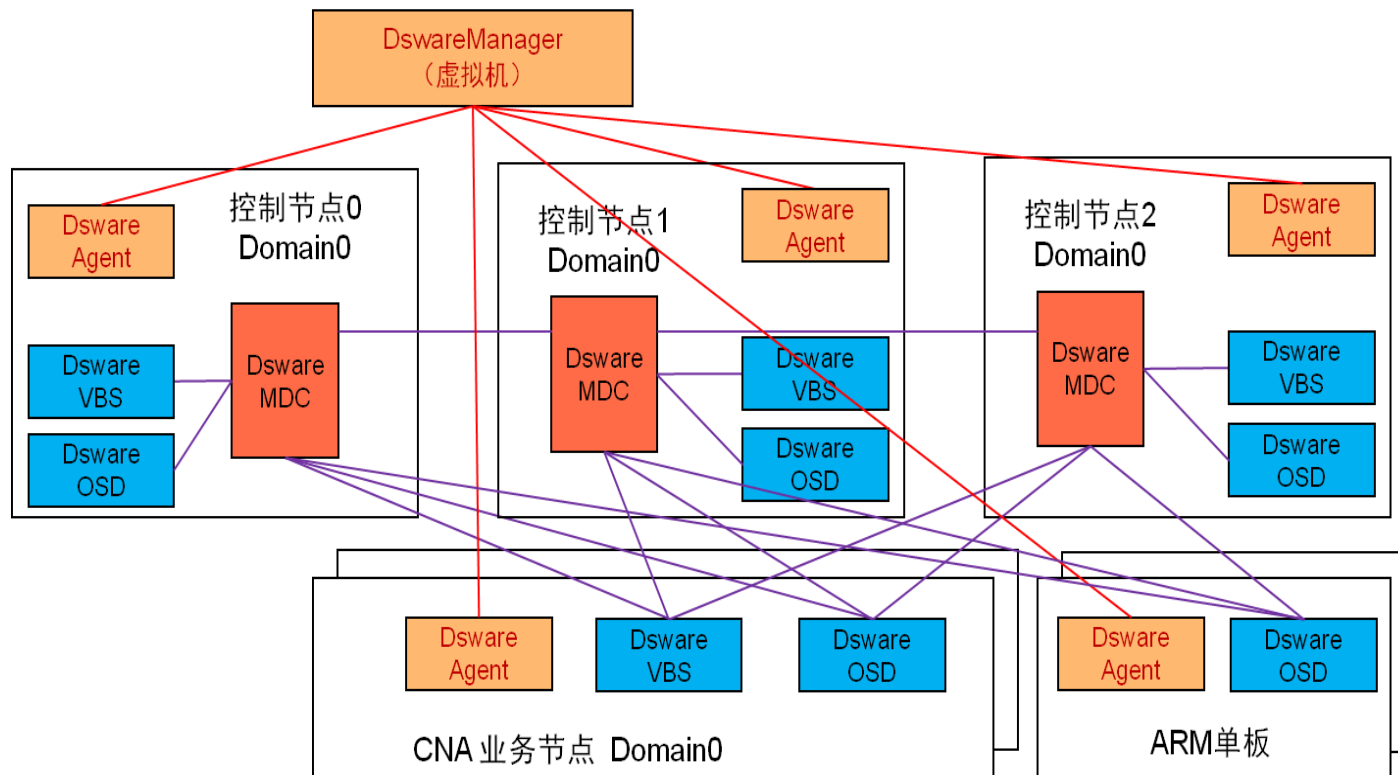 DswareManager
（虚拟机）
控制节点0
Domain0
Dsware
Agent
Dsware
MDC
Dsware
VBS
Dsware
OSD
控制节点1
Domain0
Dsware
Agent
Dsware
MDC
Dsware
VBS
Dsware
OSD
控制节点2
Domain0
Dsware
Agent
Dsware
MDC
Dsware
VBS
Dsware
OSD
Dsware
Agent
Dsware
VBS
Dsware
OSD
CNA 业务节点 Domain0
Dsware
Agent
Dsware
OSD
ARM单板